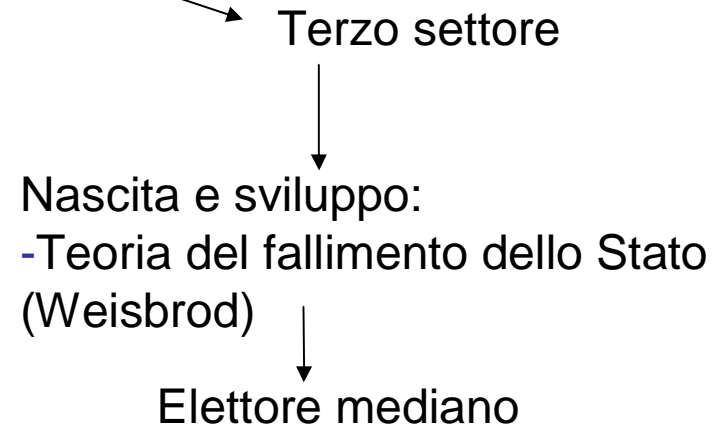 Terzo settore
Nascita e sviluppo:
-Teoria del fallimento dello Stato
(Weisbrod)
Elettore mediano